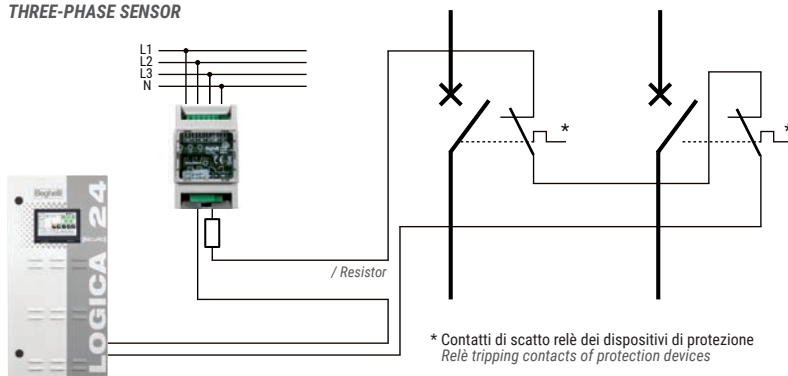 THREE-PHASE SENSOR
L1
L2
L3
N
*
*
Beghelli
LOGICA 24
/ Resistor
* Contatti di scatto relè dei dispositivi di protezione
Relè tripping contacts of protection devices